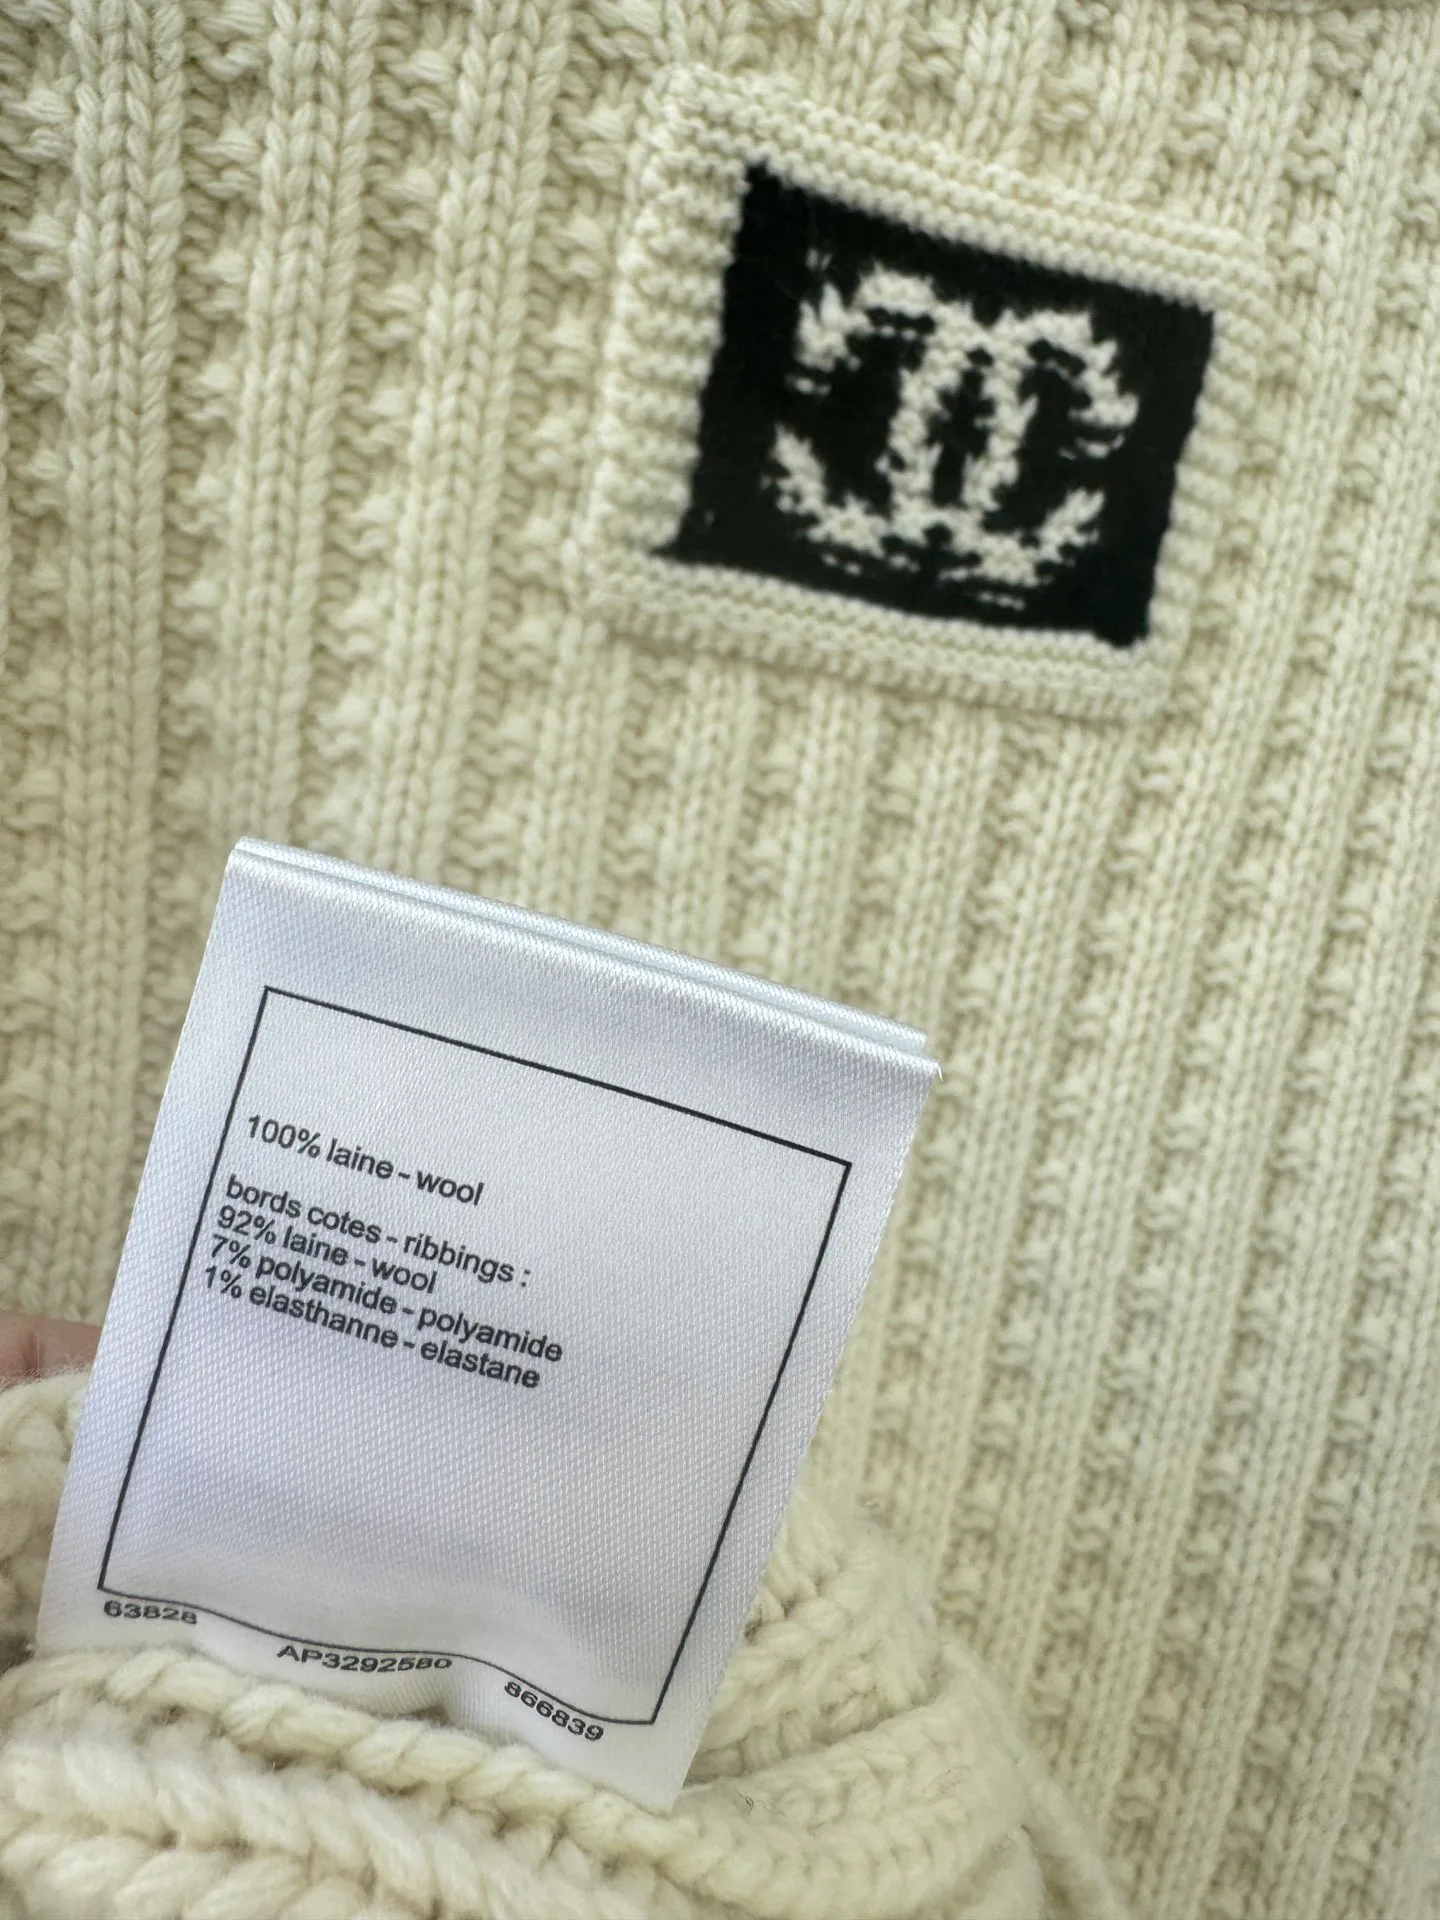 100% laine - wool
bords cotes - ribbings :
92% laine - wool
7% polyamide - polyamide
1% elasthanne - elastane
63828
AP3292580
866839